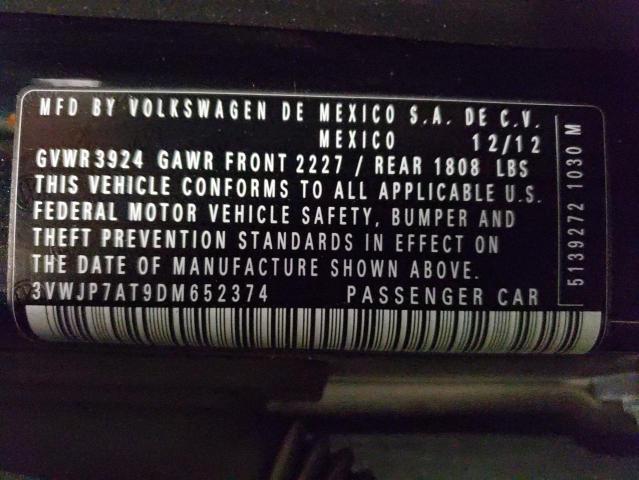 MFD BY VOLKSWAGEN DE MEXICO S.A. DE C.V.
MEXICO 12/12
GVWR3924 GAWR FRONT 2227 / REAR 1808 LBS
THIS VEHICLE CONFORMS TO ALL APPLICABLE U.S.
FEDERAL MOTOR VEHICLE SAFETY, BUMPER AND
THEFT PREVENTION STANDARDS IN EFFECT ON
THE DATE OF MANUFACTURE SHOWN ABOVE.
3VWJP7AT9DM652374 PASSENGER CAR
5139272 1030 M